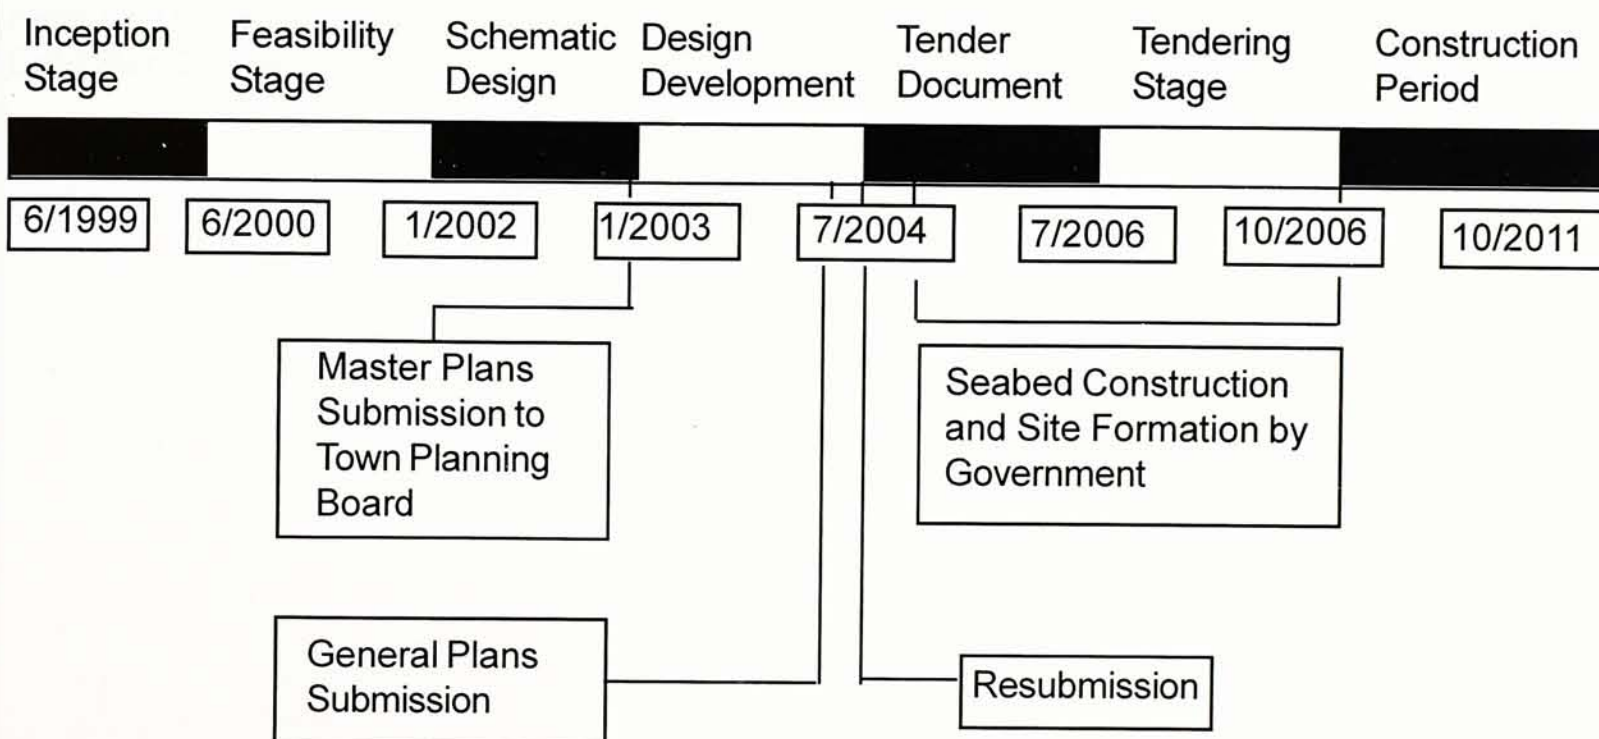 Inception
Stage
Feasibility
Stage
Schematic
Design
Design
Development
Tender
Document
Tendering
Stage
Construction
Period
6/1999
6/2000
1/2002
1/2003
7/2004
7/2006
10/2006
10/2011
Master Plans
Submission to
Town Planning
Board
Seabed Construction
and Site Formation by
Government
General Plans
Submission
Resubmission